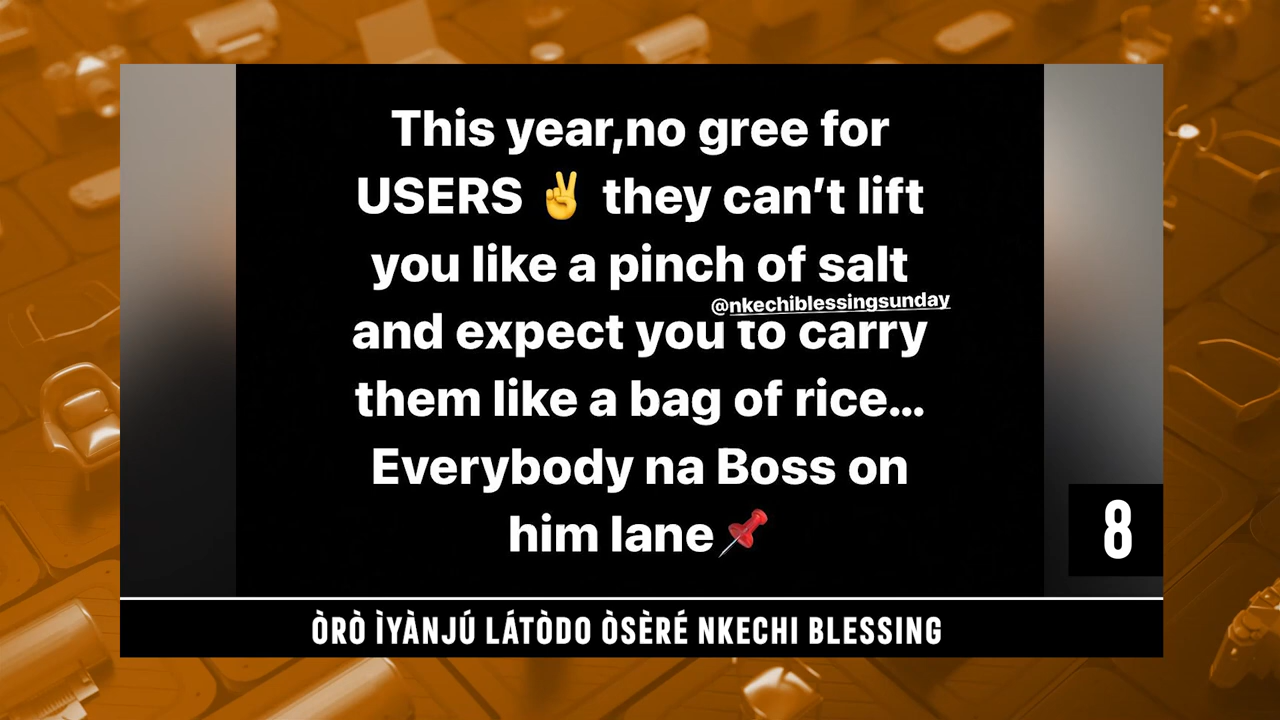 This year,no gree for
USERS ✌️ they can’t lift
you like a pinch of salt
@nkechiblessingsunday
and expect you to carry
them like a bag of rice...
Everybody na Boss on
him lane📌
8
ÒRÒ ÌYÀNJÚ LÁTÒDO ÒSÈRÉ NKECHI BLESSING